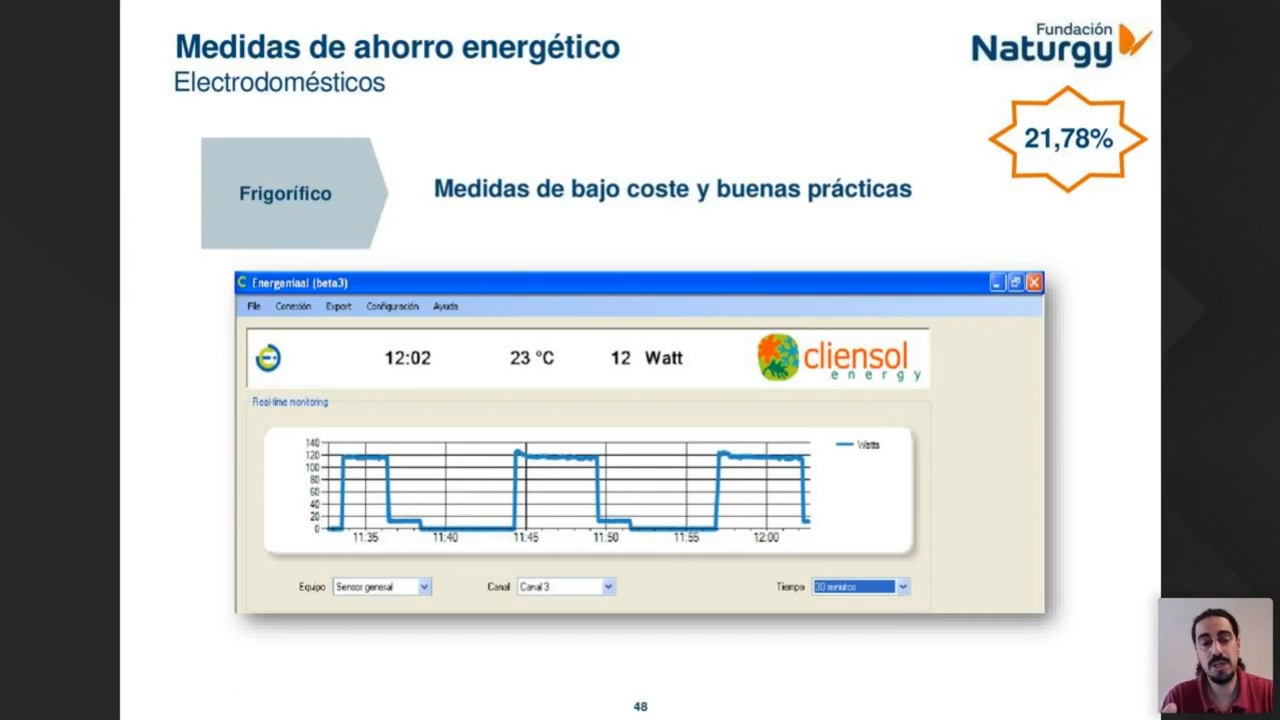 Medidas de ahorro energético
Electrodomésticos
Fundación
Naturgy
21,78%
Frigorífico
Medidas de bajo coste y buenas prácticas
Energeniaal (beta3)
File Conexión Export Configuración Ayuda
12:02 23 °C 12 Watt
cliensol
energy
Real-time monitoring
140
120
100
80
60
40
20
0
Watts
11:35 11:40 11:45 11:50 11:55 12:00
Equipo Sensor general Canal Canal 3 Tiempo 30 minutos
48